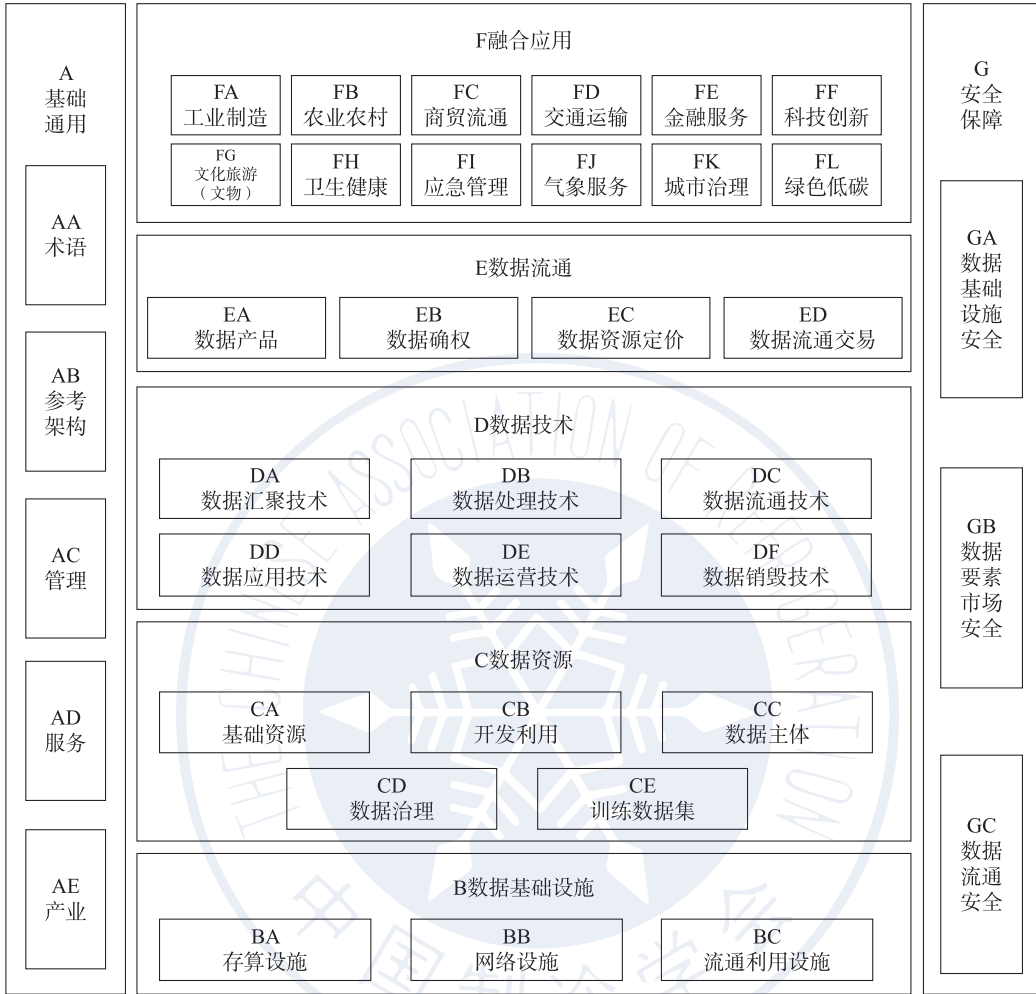 A
基础
通用
AA
术语
AB
参考
架构
AC
管理
AD
服务
AE
产业
F融合应用
FA
工业制造
FB
农业农村
FC
商贸流通
FD
交通运输
FE
金融服务
FF
科技创新
FG
文化旅游
（文物）
FH
卫生健康
FI
应急管理
FJ
气象服务
FK
城市治理
FL
绿色低碳
E数据流通
EA
数据产品
EB
数据确权
EC
数据资源定价
ED
数据流通交易
D数据技术
DA
数据汇聚技术
DB
数据处理技术
DC
数据流通技术
DD
数据应用技术
DE
数据运营技术
DF
数据销毁技术
C数据资源
CA
基础资源
CB
开发利用
CC
数据主体
CD
数据治理
CE
训练数据集
B数据基础设施
BA
存算设施
BB
网络设施
BC
流通利用设施
G
安全
保障
GA
数据
基础
设施
安全
GB
数据
要素
市场
安全
GC
数据
流通
安全
THE CHINESE ASSOCIATION OF REFRIGERATION
中国制冷学会